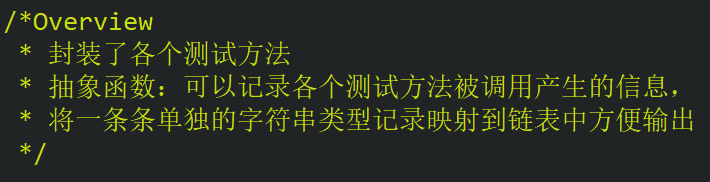 /*Overview
 * 封装了各个测试方法
 * 抽象函数：可以记录各个测试方法被调用产生的信息，
 * 将一条条单独的字符串类型记录映射到链表中方便输出
 */